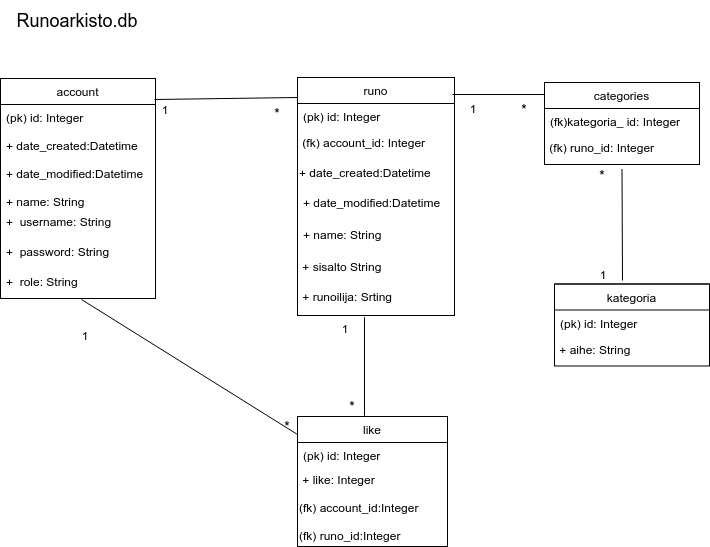 Runoarkisto.db
account
(pk) id: Integer
+ date_created:Datetime
+ date_modified:Datetime
+ name: String
+ username: String
+ password: String
+ role: String
1
*
runo
(pk) id: Integer
(fk) account_id: Integer
+ date_created:Datetime
+ date_modified:Datetime
+ name: String
+ sisalto String
+ runoilija: Srting
1
*
categories
(fk)kategoria_ id: Integer
(fk) runo_id: Integer
*
1
kategoria
(pk) id: Integer
+ aihe: String
1
*
1
*
like
(pk) id: Integer
+ like: Integer
(fk) account_id:Integer
(fk) runo_id:Integer